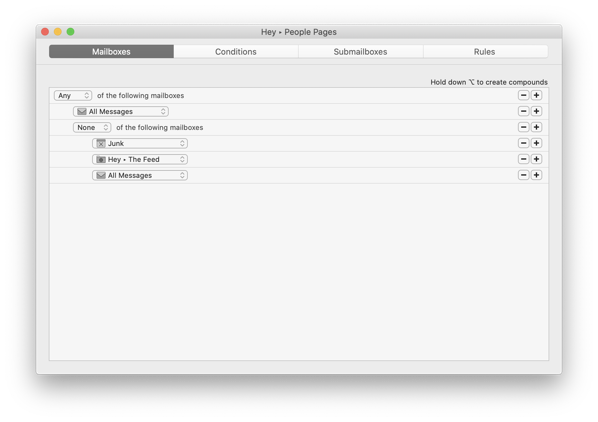 Hey ▸ People Pages
Mailboxes Conditions Submailboxes Rules
Hold down ⌥ to create compounds
Any of the following mailboxes
All Messages
None of the following mailboxes
Junk
Hey ▸ The Feed
All Messages